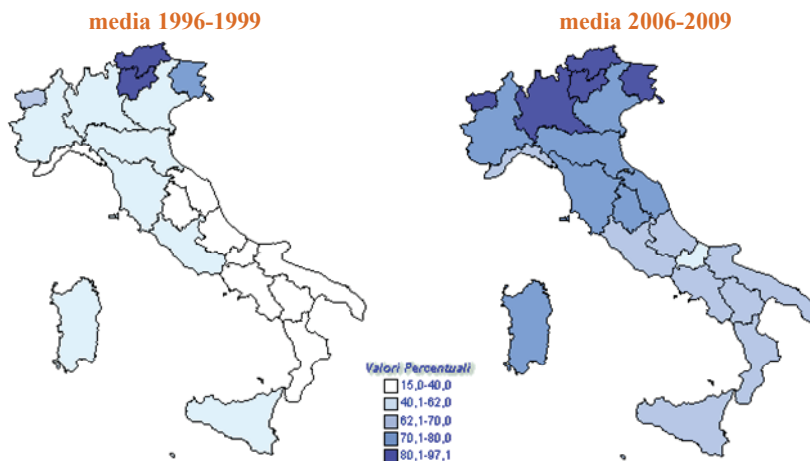 media 1996-1999
media 2006-2009
Valori Percentuali
15,0-40,0
40,1-62,0
62,1-70,0
70,1-80,0
80,1-97,1